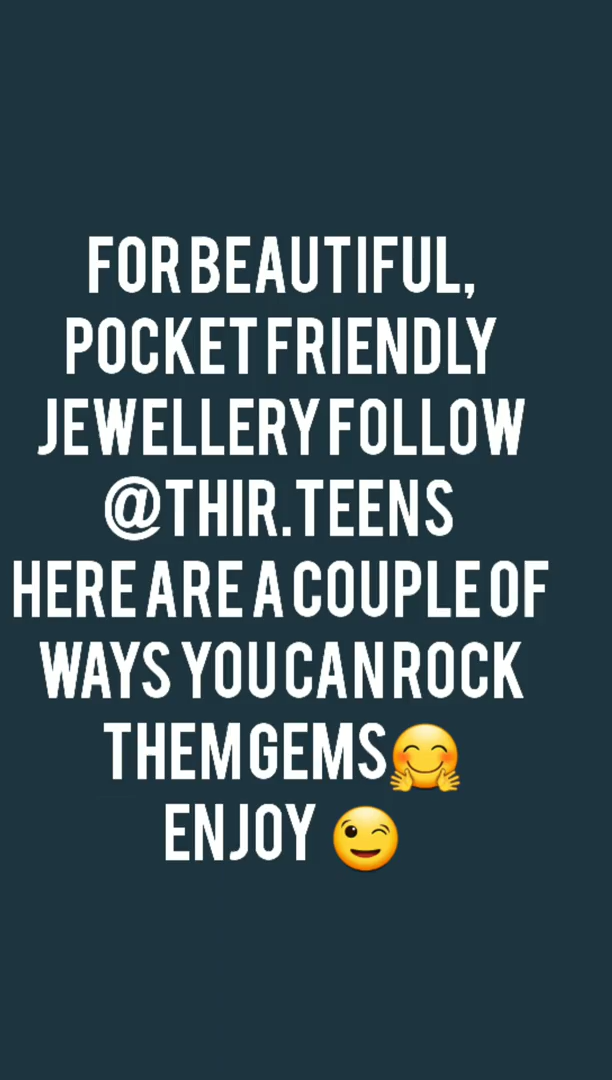 FOR BEAUTIFUL,
POCKET FRIENDLY
JEWELLERY FOLLOW
@THIR.TEENS
HERE ARE A COUPLE OF
WAYS YOU CAN ROCK
THEM GEMS🤗
ENJOY 😉